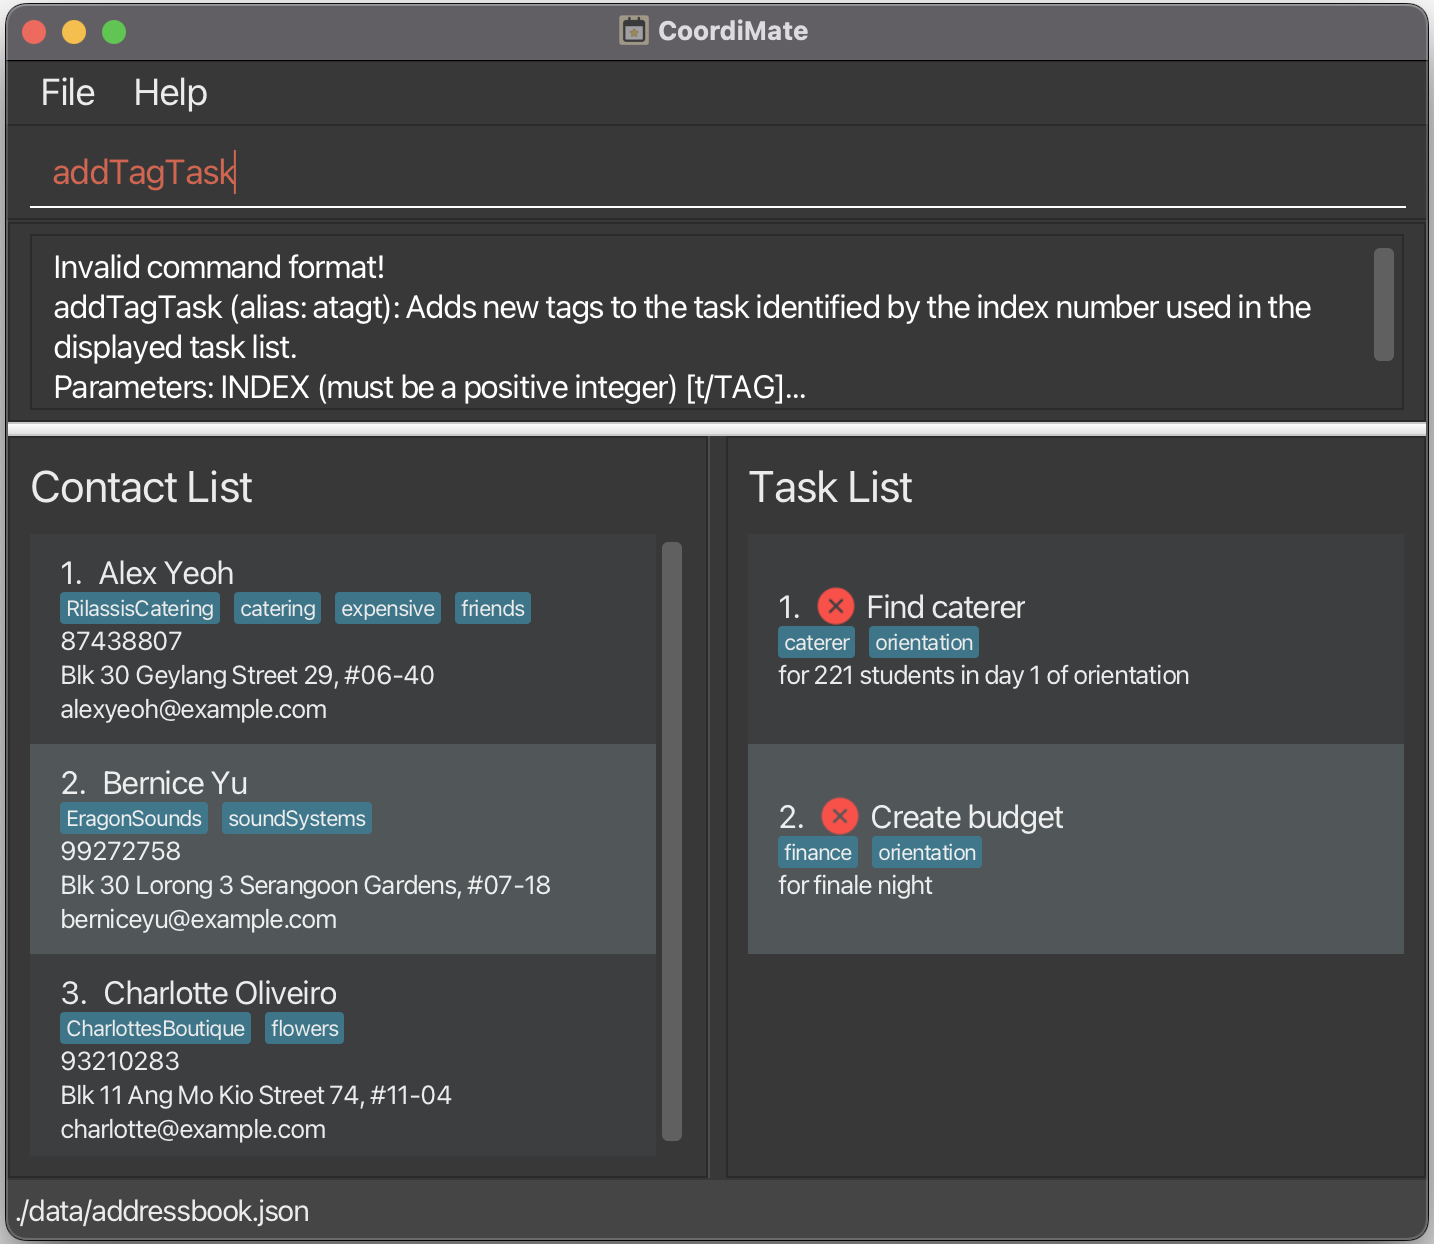 CoordiMate
File Help
addTagTask
Invalid command format!
addTagTask (alias: atagt): Adds new tags to the task identified by the index number used in the
displayed task list.
Parameters: INDEX (must be a positive integer) [t/TAG]...
Contact List
1. Alex Yeoh
RilassisCatering catering expensive friends
87438807
Blk 30 Geylang Street 29, #06-40
alexyeoh@example.com
2. Bernice Yu
EragonSounds soundSystems
99272758
Blk 30 Lorong 3 Serangoon Gardens, #07-18
berniceyu@example.com
3. Charlotte Oliveiro
CharlottesBoutique flowers
93210283
Blk 11 Ang Mo Kio Street 74, #11-04
charlotte@example.com
Task List
1. Find caterer
caterer orientation
for 221 students in day 1 of orientation
2. Create budget
finance orientation
for finale night
./data/addressbook.json